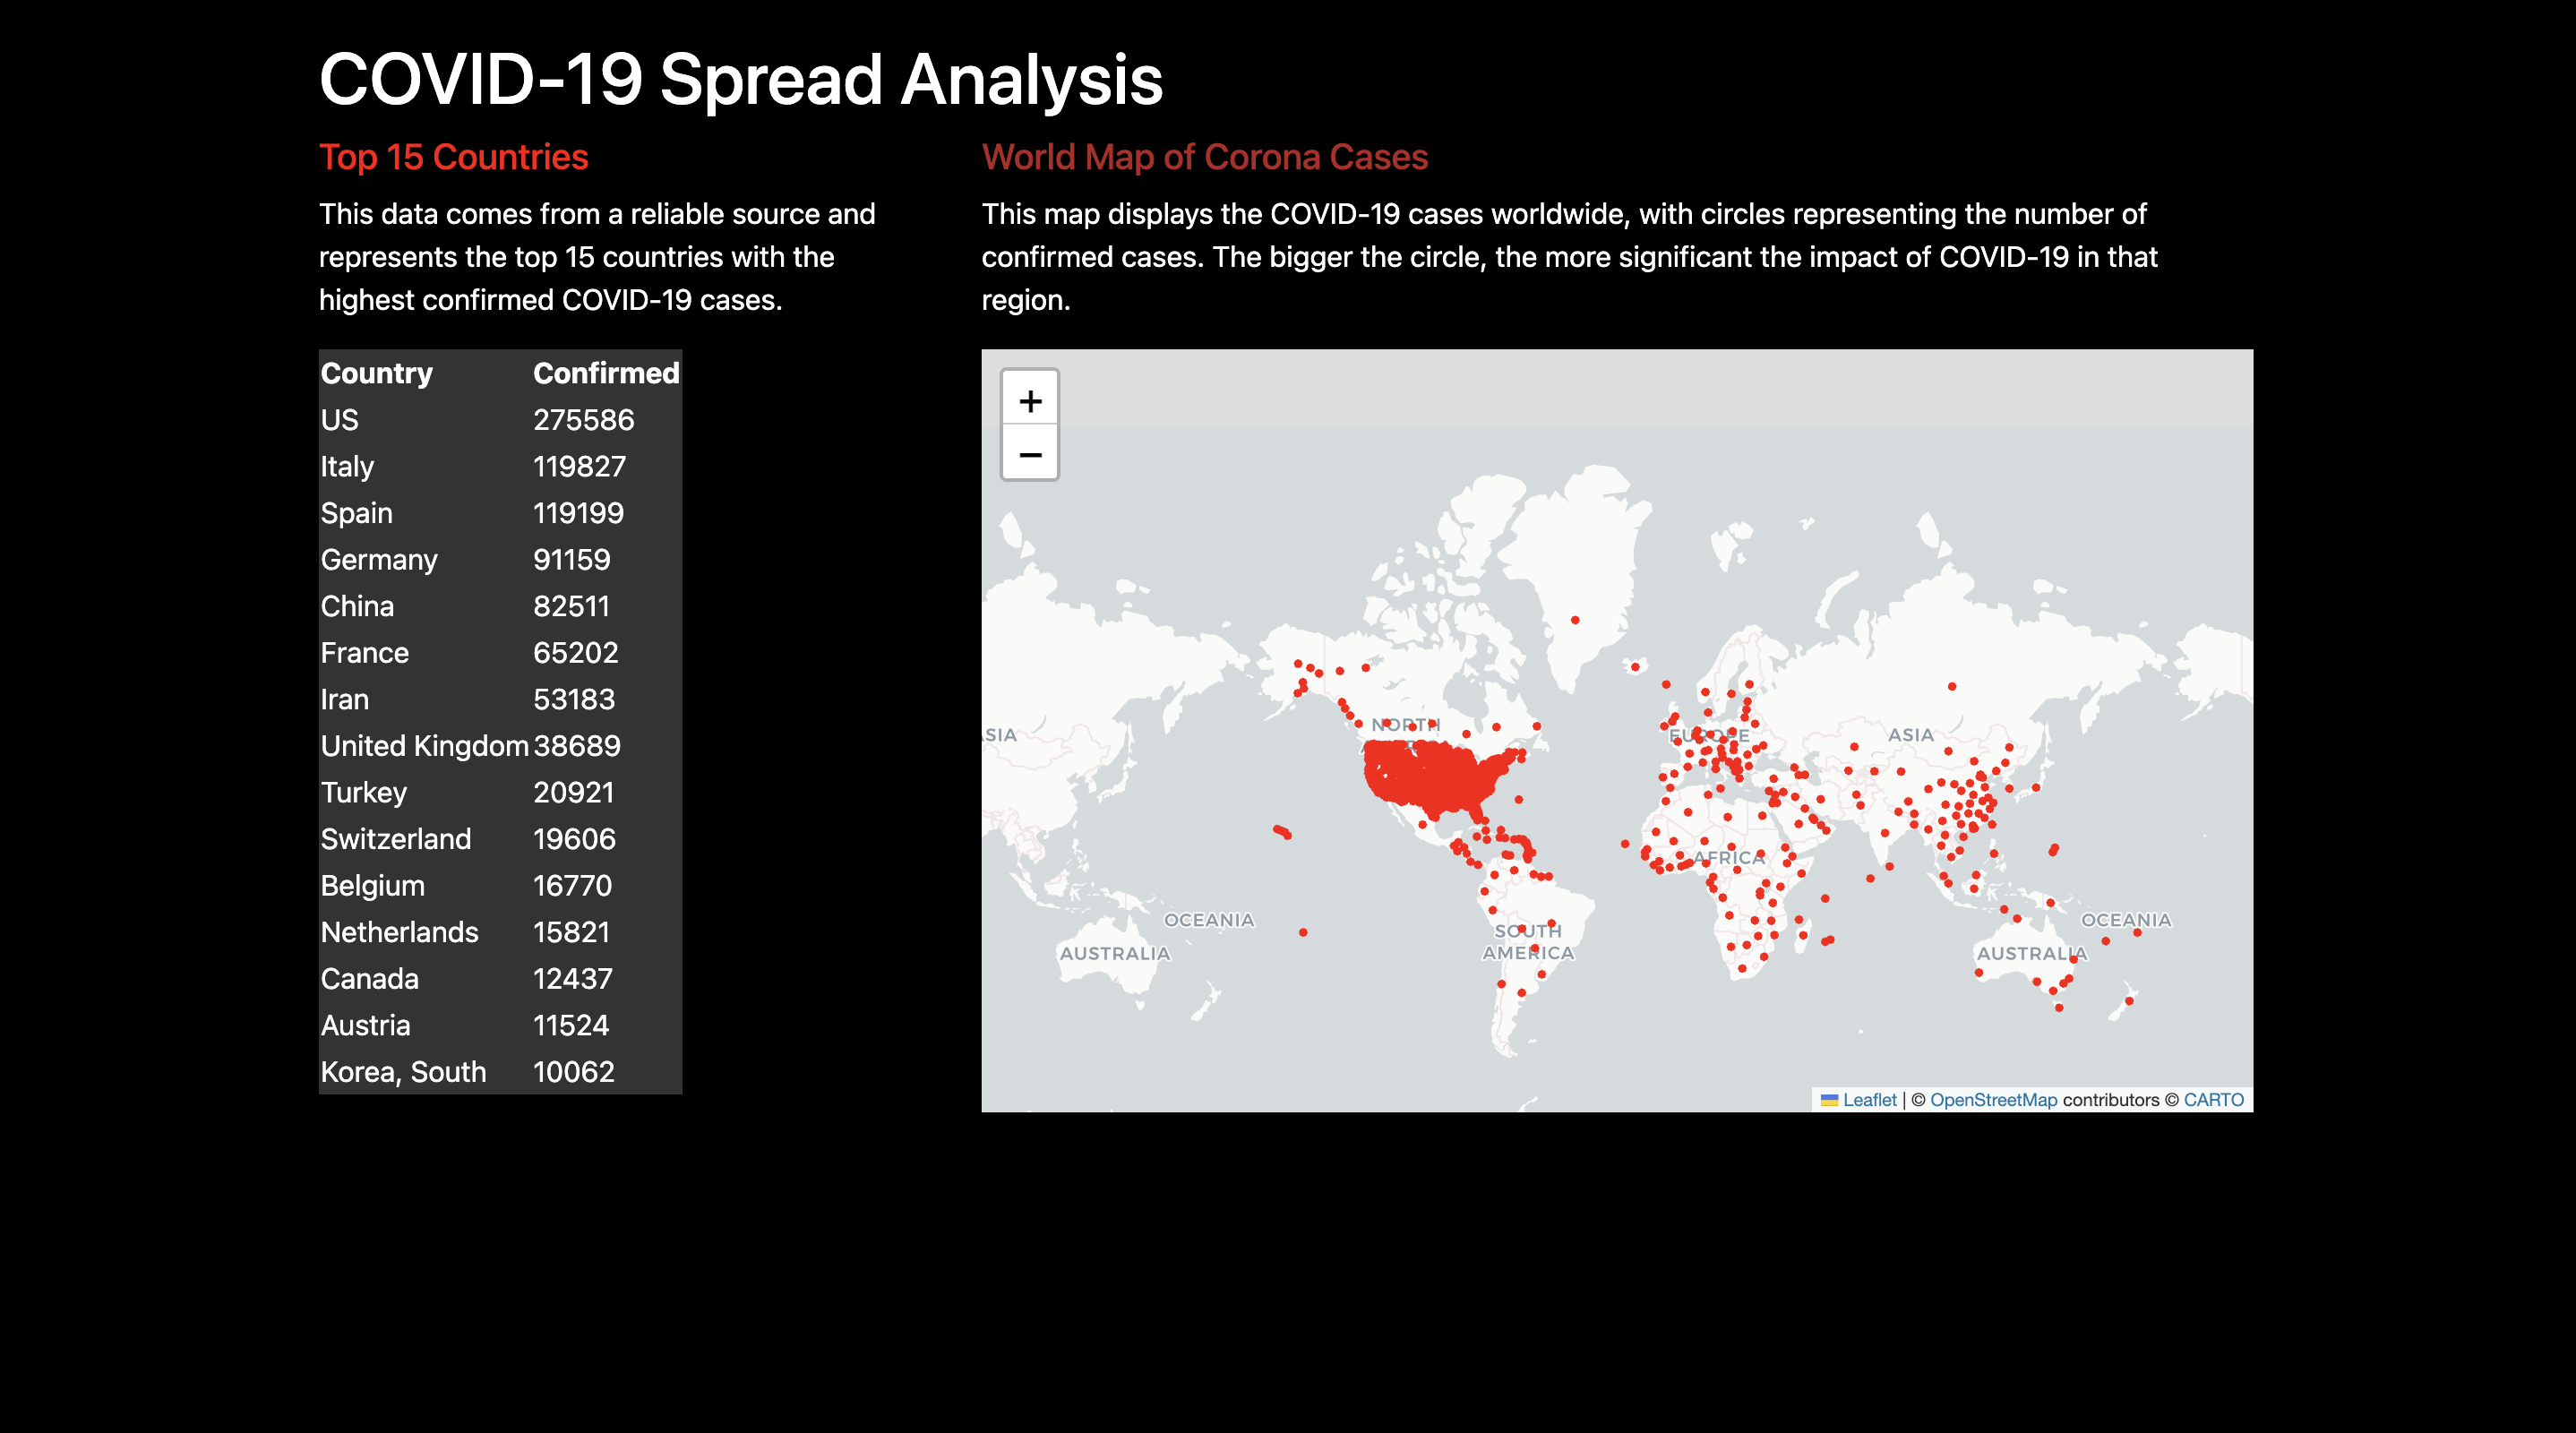 COVID-19 Spread Analysis
Top 15 Countries
This data comes from a reliable source and
represents the top 15 countries with the
highest confirmed COVID-19 cases.
Country Confirmed
US 275586
Italy 119827
Spain 119199
Germany 91159
China 82511
France 65202
Iran 53183
United Kingdom 38689
Turkey 20921
Switzerland 19606
Belgium 16770
Netherlands 15821
Canada 12437
Austria 11524
Korea, South 10062
World Map of Corona Cases
This map displays the COVID-19 cases worldwide, with circles representing the number of
confirmed cases. The bigger the circle, the more significant the impact of COVID-19 in that
region.
+
−
NORTH
ASIA
EUROPE
ASIA
AFRICA
OCEANIA
OCEANIA
SOUTH
AMERICA
AUSTRALIA
AUSTRALIA
Leaflet | © OpenStreetMap contributors © CARTO